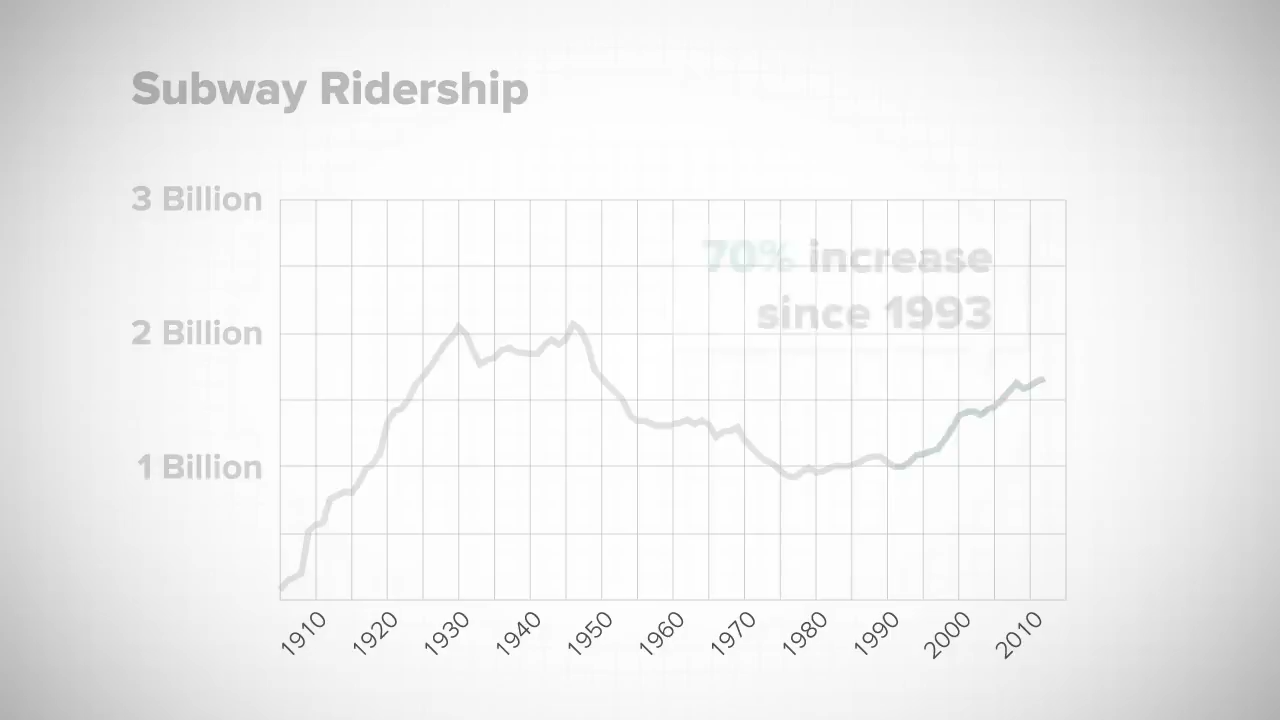 Subway Ridership
3 Billion
70% increase
since 1993
2 Billion
1 Billion
1910
1920
1930
1940
1950
1960
1970
1980
1990
2000
2010